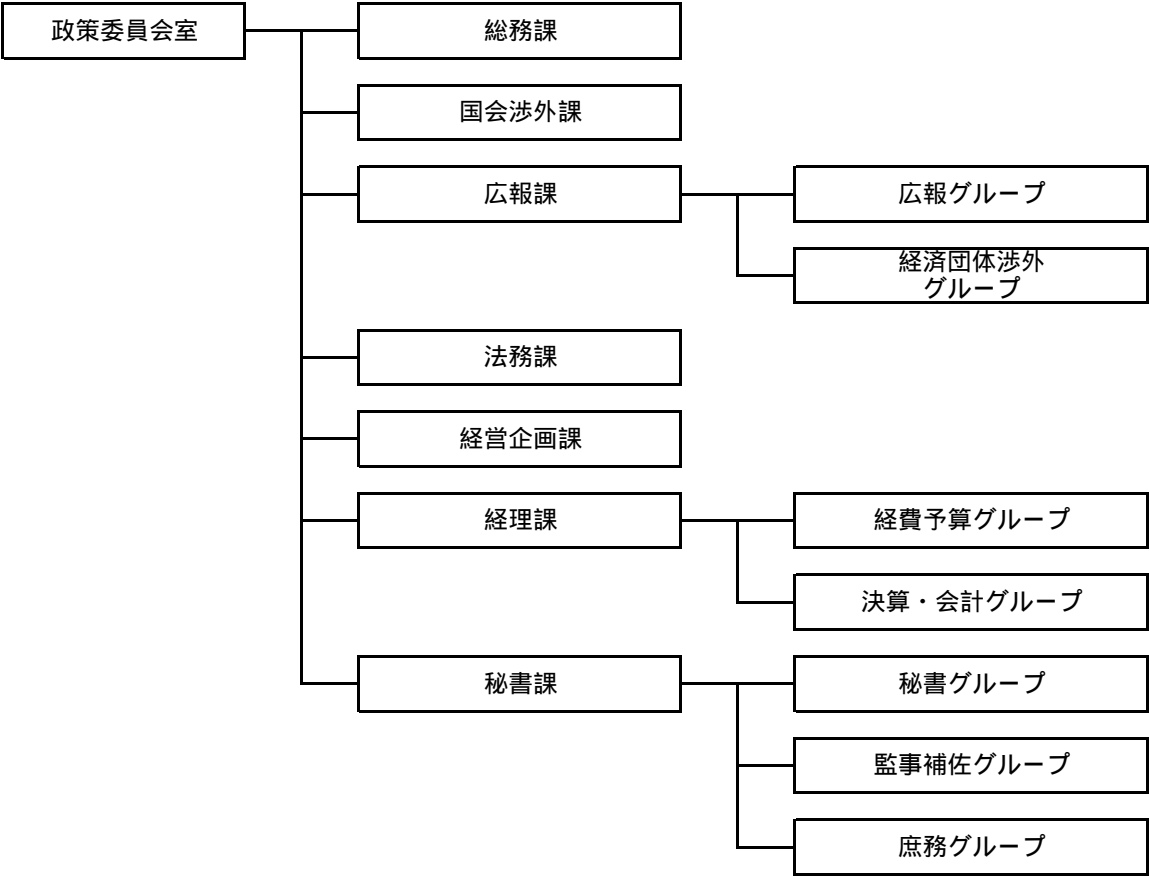 政策委員会室
総務課
国会渉外課
広報課
広報グループ
経済団体渉外
グループ
法務課
経営企画課
経理課
経費予算グループ
決算・会計グループ
秘書課
秘書グループ
監事補佐グループ
庶務グループ